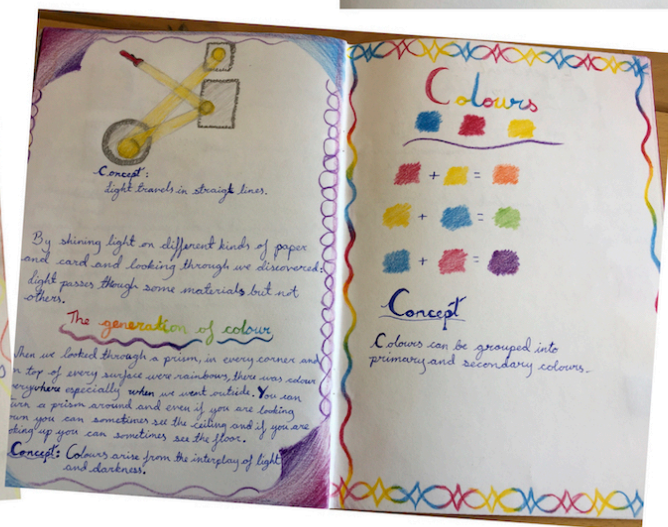 Concept:
Light travels in straigt lines.
By shining light on different kinds of paper
and card and looking through we discovered:
Light passes though some materials but not
others.
The generation of colour
When we looked through a prism, in every corner and
on top of every surface were rainbows, there was colour
everywhere especially when we went outside. You can
turn a prism around and even if you are looking
down you can sometimes see the ceiling and if you are
looking up you can sometimes see the floor.
Concept: Colours arise from the interplay of light
and darkness.
Colours
+ =
+ =
+ =
Concept
Colours can be grouped into
primary and secondary colours.